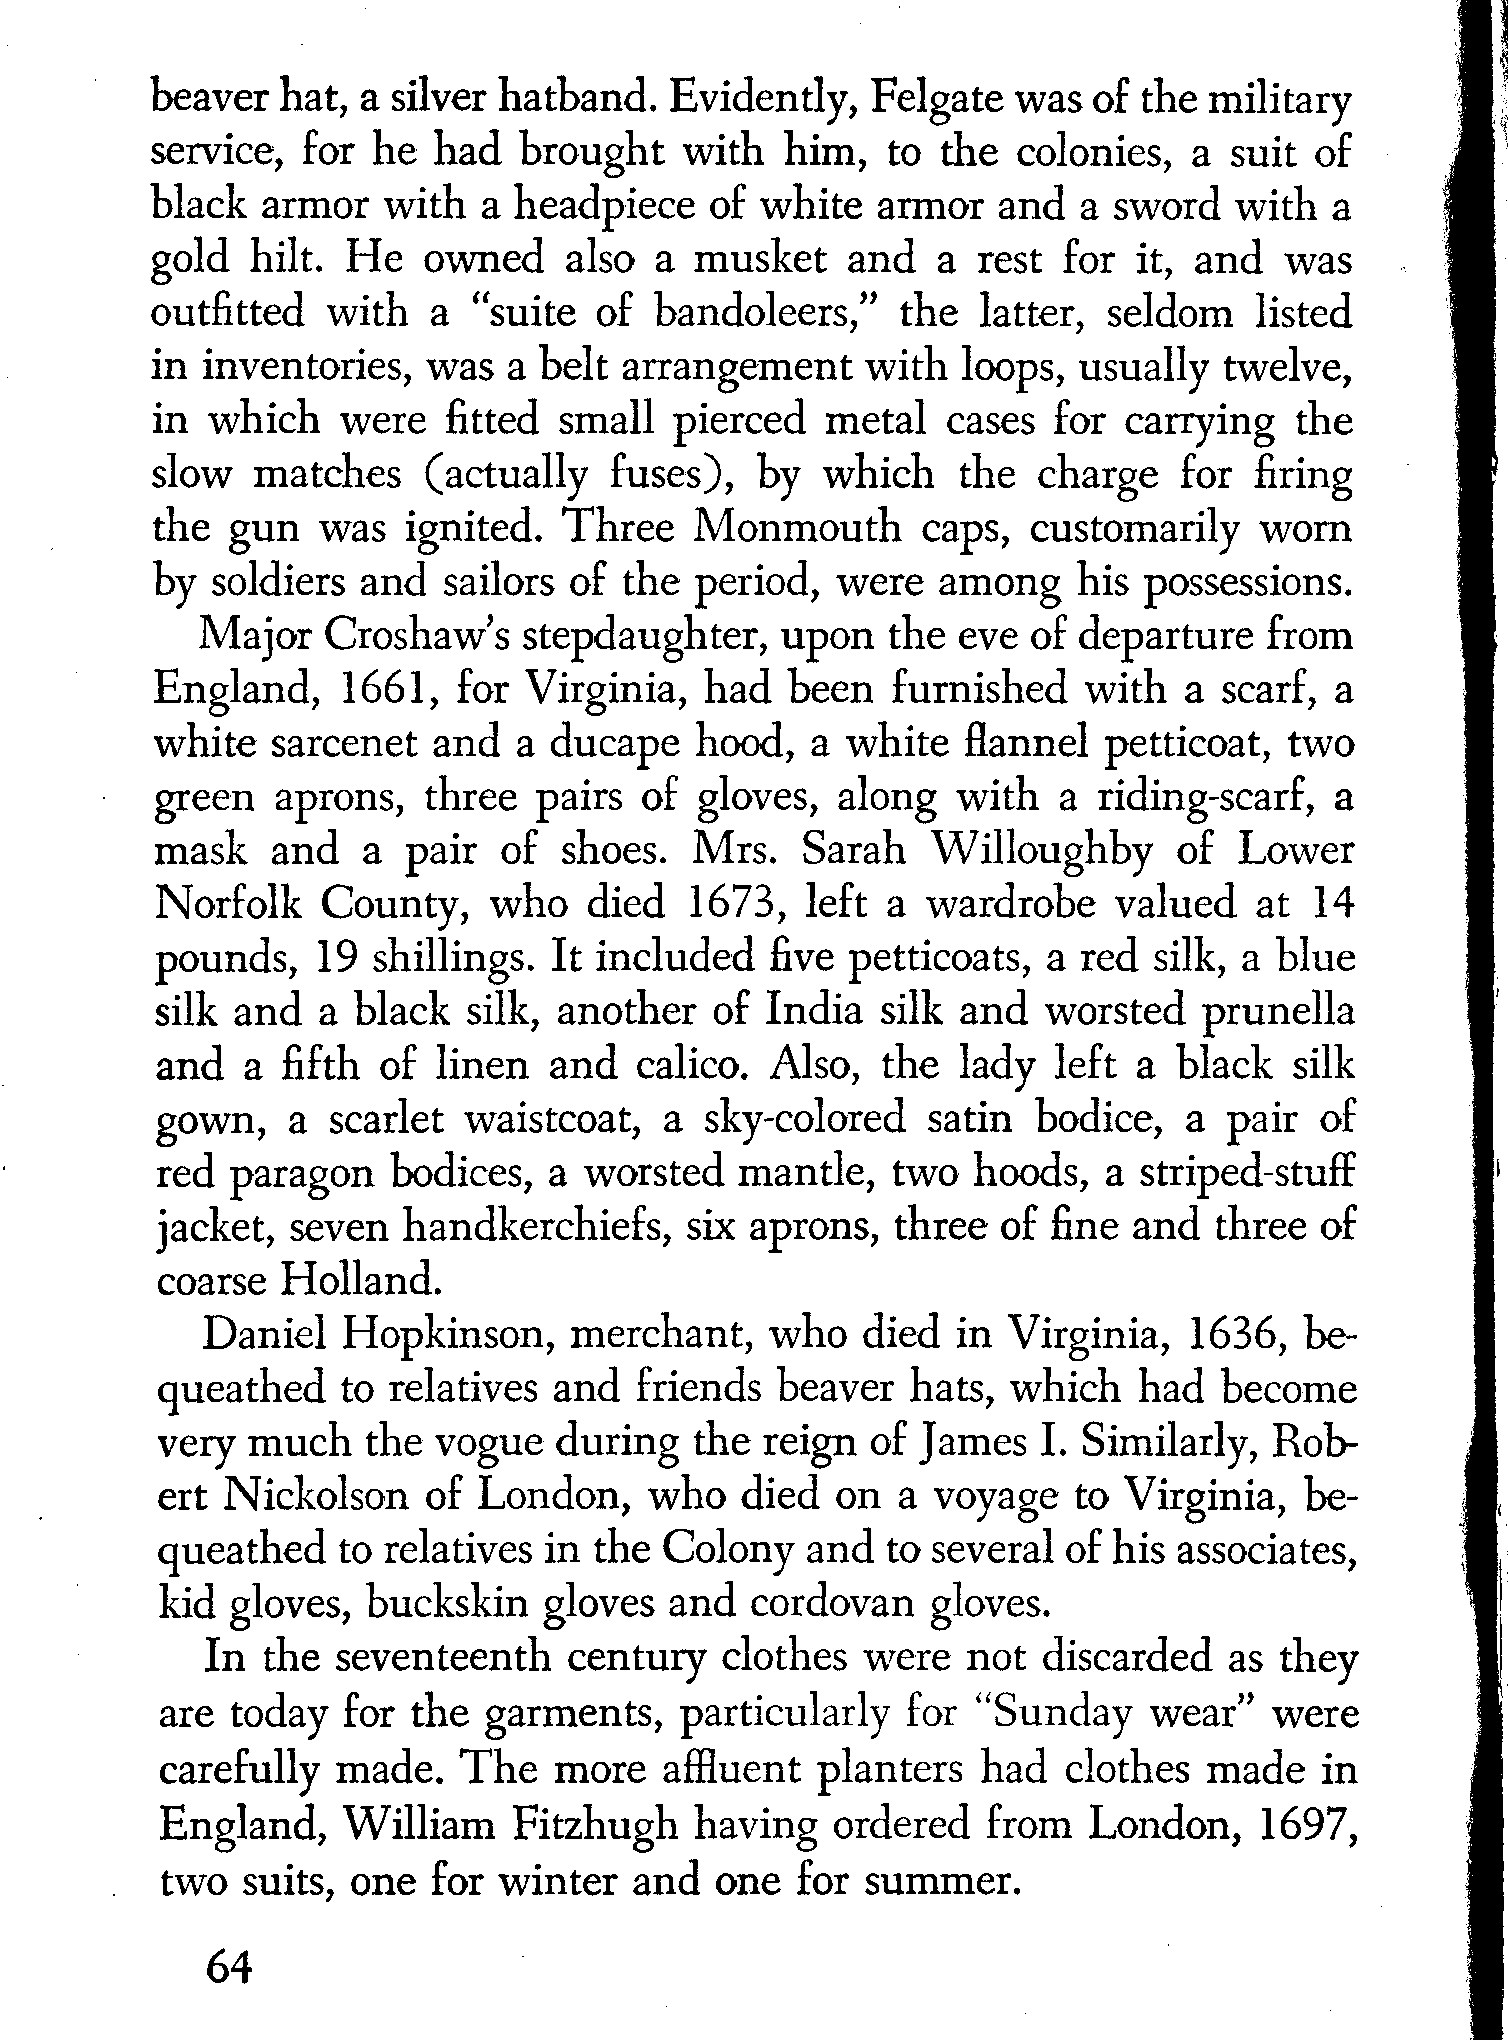 beaver hat, a silver hatband. Evidently, Felgate was of the military
service, for he had brought with him, to the colonies, a suit of
black armor with a headpiece of white armor and a sword with a
gold hilt. He owned also a musket and a rest for it, and was
outfitted with a "suite of bandoleers," the latter, seldom listed
in inventories, was a belt arrangement with loops, usually twelve,
in which were fitted small pierced metal cases for carrying the
slow matches (actually fuses), by which the charge for firing
the gun was ignited. Three Monmouth caps, customarily worn
by soldiers and sailors of the period, were among his possessions.
Major Croshaw's stepdaughter, upon the eve of departure from
England, 1661, for Virginia, had been furnished with a scarf, a
white sarcenet and a ducape hood, a white flannel petticoat, two
green aprons, three pairs of gloves, along with a riding-scarf, a
mask and a pair of shoes. Mrs. Sarah Willoughby of Lower
Norfolk County, who died 1673, left a wardrobe valued at 14
pounds, 19 shillings. It included five petticoats, a red silk, a blue
silk and a black silk, another of India silk and worsted prunella
and a fifth of linen and calico. Also, the lady left a black silk
gown, a scarlet waistcoat, a sky-colored satin bodice, a pair of
red paragon bodices, a worsted mantle, two hoods, a striped-stuff
jacket, seven handkerchiefs, six aprons, three of fine and three of
coarse Holland.
Daniel Hopkinson, merchant, who died in Virginia, 1636, be-
queathed to relatives and friends beaver hats, which had become
very much the vogue during the reign of James I. Similarly, Rob-
ert Nickolson of London, who died on a voyage to Virginia, be-
queathed to relatives in the Colony and to several of his associates,
kid gloves, buckskin gloves and cordovan gloves.
In the seventeenth century clothes were not discarded as they
are today for the garments, particularly for "Sunday wear" were
carefully made. The more affluent planters had clothes made in
England, William Fitzhugh having ordered from London, 1697,
two suits, one for winter and one for summer.
64